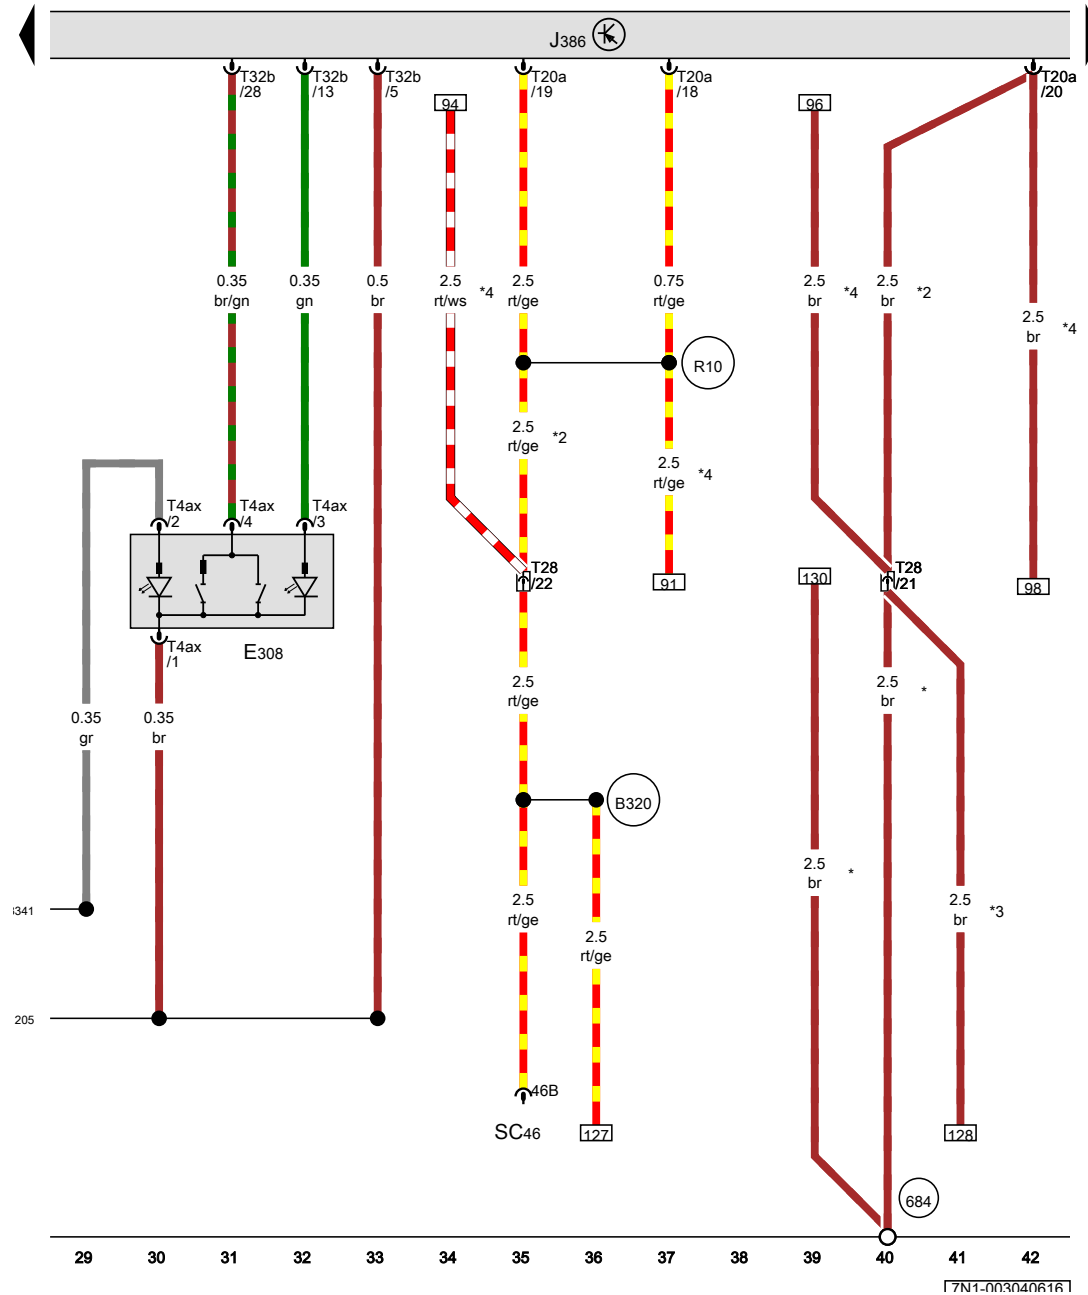 J386
T32b
/28
T32b
/13
T32b
/5
T20a
/19
T20a
/18
T20a
/20
94
96
0.35
br/gn
0.35
gn
0.5
br
2.5
rt/ws
*4
2.5
rt/ge
0.75
rt/ge
2.5
br
*4
2.5
br
*2
2.5
br
*4
R10
2.5
rt/ge
*2
2.5
rt/ge
*4
T4ax
/2
T4ax
/4
T4ax
/3
T28
/22
91
130
T28
/21
98
T4ax
/1
E308
2.5
rt/ge
2.5
br
*
0.35
gr
0.35
br
B320
2.5
br
*
2.5
rt/ge
2.5
br
*3
341
2.5
rt/ge
205
46B
SC46
127
128
684
29 30 31 32 33 34 35 36 37 38 39 40 41 42
7N1-003040616